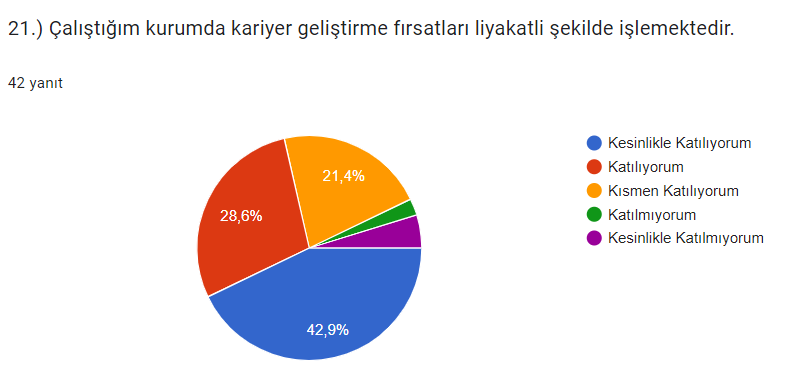 21.) Çalıştığım kurumda kariyer geliştirme fırsatları liyakatli şekilde işlemektedir.
42 yanıt
21,4%
28,6%
42,9%
Kesinlikle Katılıyorum
Katılıyorum
Kısmen Katılıyorum
Katılmıyorum
Kesinlikle Katılmıyorum